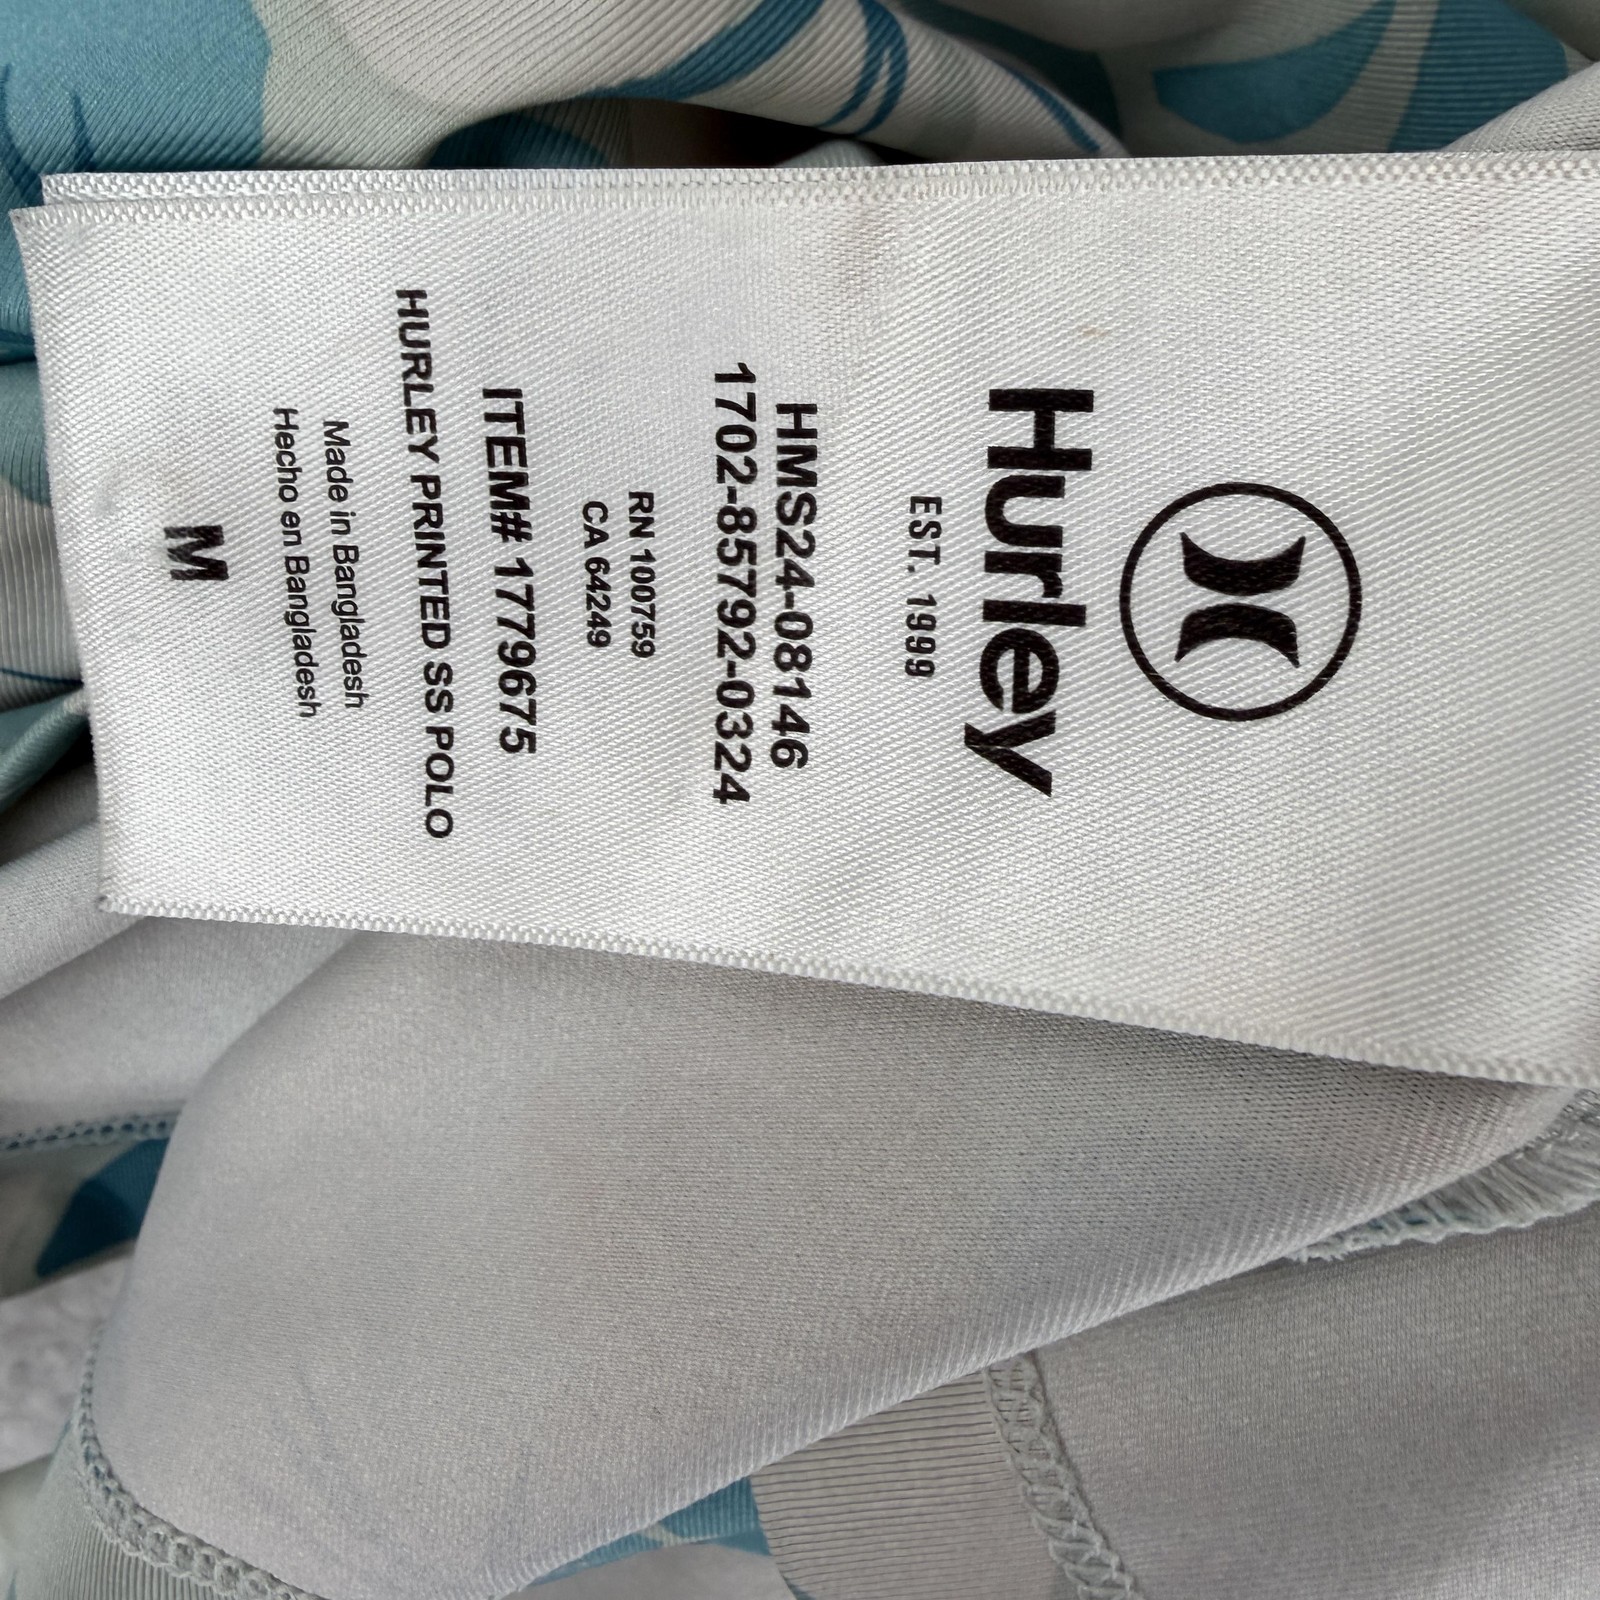 Hurley
EST. 1999
HMS24-08146
1702-85792-0324
RN 100759
CA 64249
ITEM# 1779675
HURLEY PRINTED SS POLO
Made in Bangladesh
Hecho en Bangladesh
M